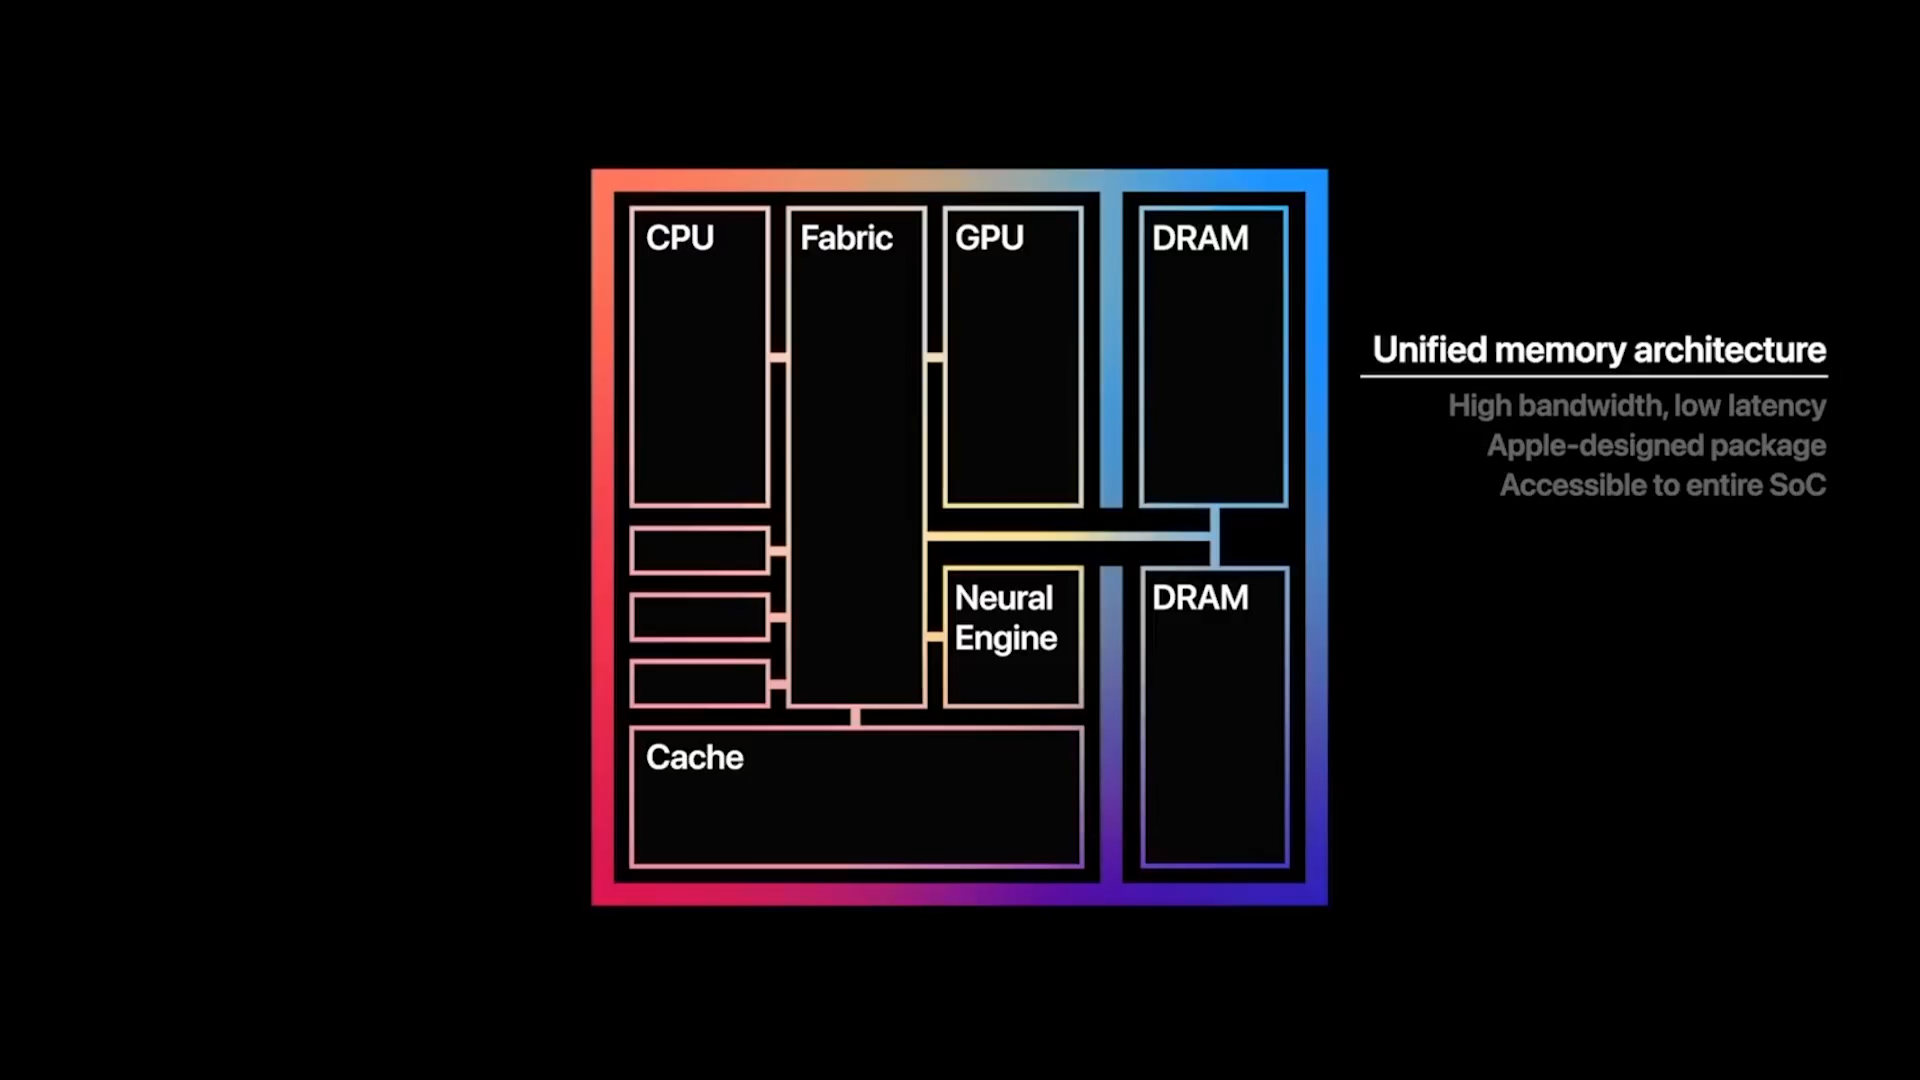 CPU
Fabric
GPU
DRAM
Unified memory architecture
High bandwidth, low latency
Apple-designed package
Accessible to entire SoC
Neural
Engine
DRAM
Cache